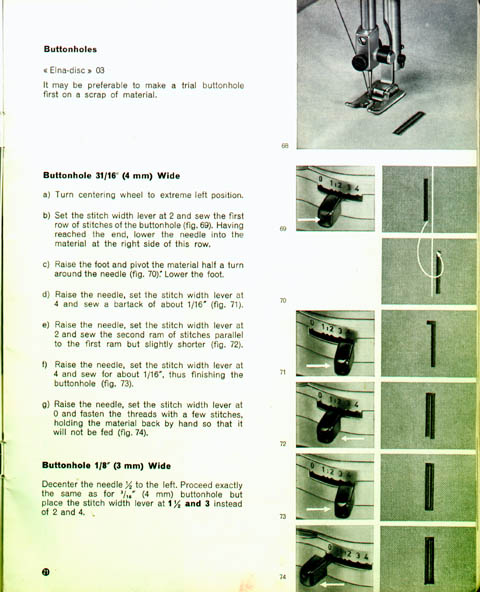 Buttonholes
« Elna-disc » 03
It may be preferable to make a trial buttonhole
first on a scrap of material.
68
Buttonhole 31/16" (4 mm) Wide
a) Turn centering wheel to extreme left position.
b) Set the stitch width lever at 2 and sew the first
row of stitches of the buttonhole (fig. 69). Having
reached the end, lower the needle into the
material at the right side of this row.
69
c) Raise the foot and pivot the material half a turn
around the needle (fig. 70). Lower the foot.
d) Raise the needle, set the stitch width lever at
4 and sew a bartack of about 1/16" (fig. 71).
70
e) Raise the needle, set the stitch width lever at
2 and sew the second ram of stitches parallel
to the first ram but slightly shorter (fig. 72).
f) Raise the needle, set the stitch width lever at
4 and sew for about 1/16", thus finishing the
buttonhole (fig. 73).
71
g) Raise the needle, set the stitch width lever at
0 and fasten the threads with a few stitches,
holding the material back by hand so that it
will not be fed (fig. 74).
72
Buttonhole 1/8" (3 mm) Wide
Decenter the needle ½ to the left. Proceed exactly
the same as for ³/₁₆" (4 mm) buttonhole but
place the stitch width lever at 1½ and 3 instead
of 2 and 4.
73
74
21
0 1 2 3 4
0 1 2 3 4
0 1 2 3 4
0 1 2 3 4
0 1 2 3 4